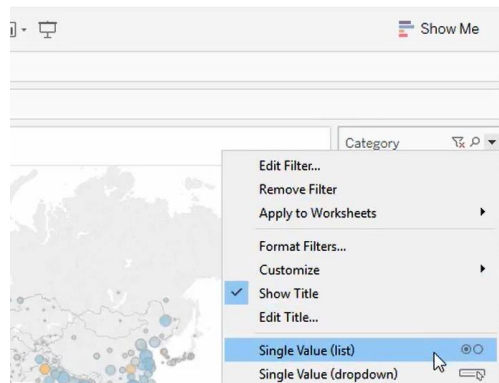 Show Me
Category
Edit Filter...
Remove Filter
Apply to Worksheets
Format Filters...
Customize
Show Title
Edit Title...
Single Value (list)
Single Value (dropdown)